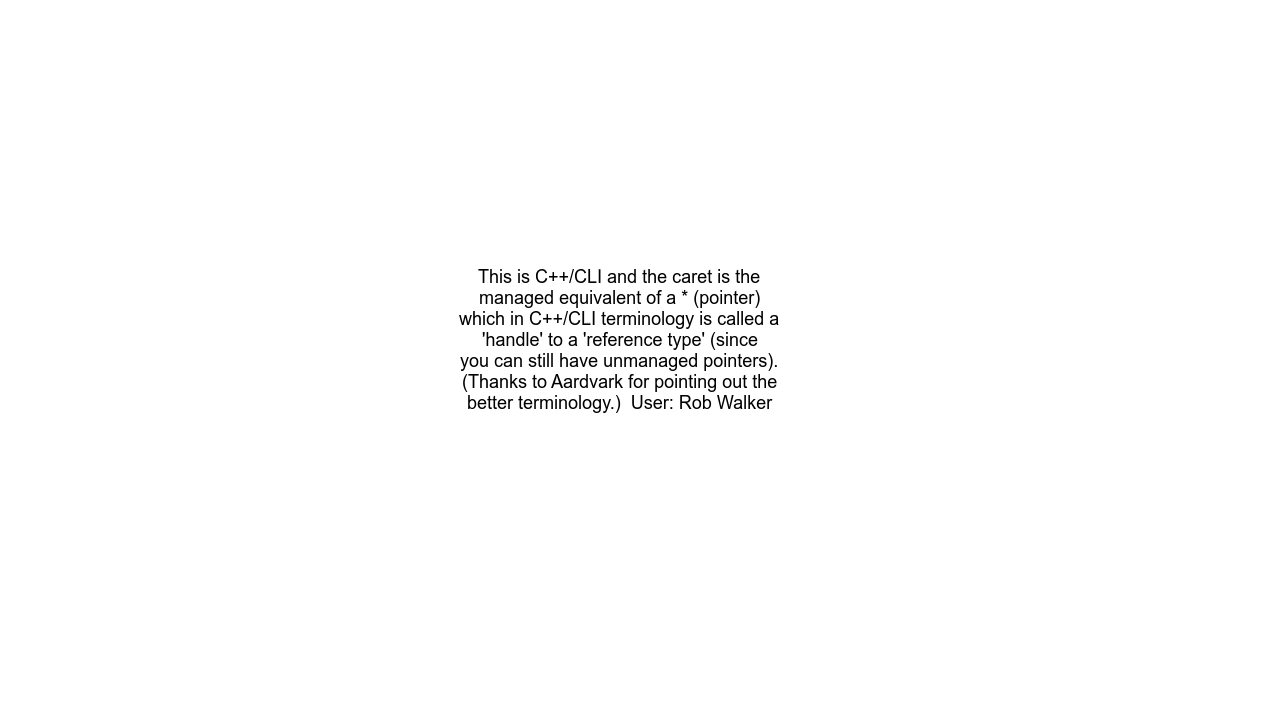 This is C++/CLI and the caret is the
managed equivalent of a * (pointer)
which in C++/CLI terminology is called a
'handle' to a 'reference type' (since
you can still have unmanaged pointers).
(Thanks to Aardvark for pointing out the
better terminology.)  User: Rob Walker